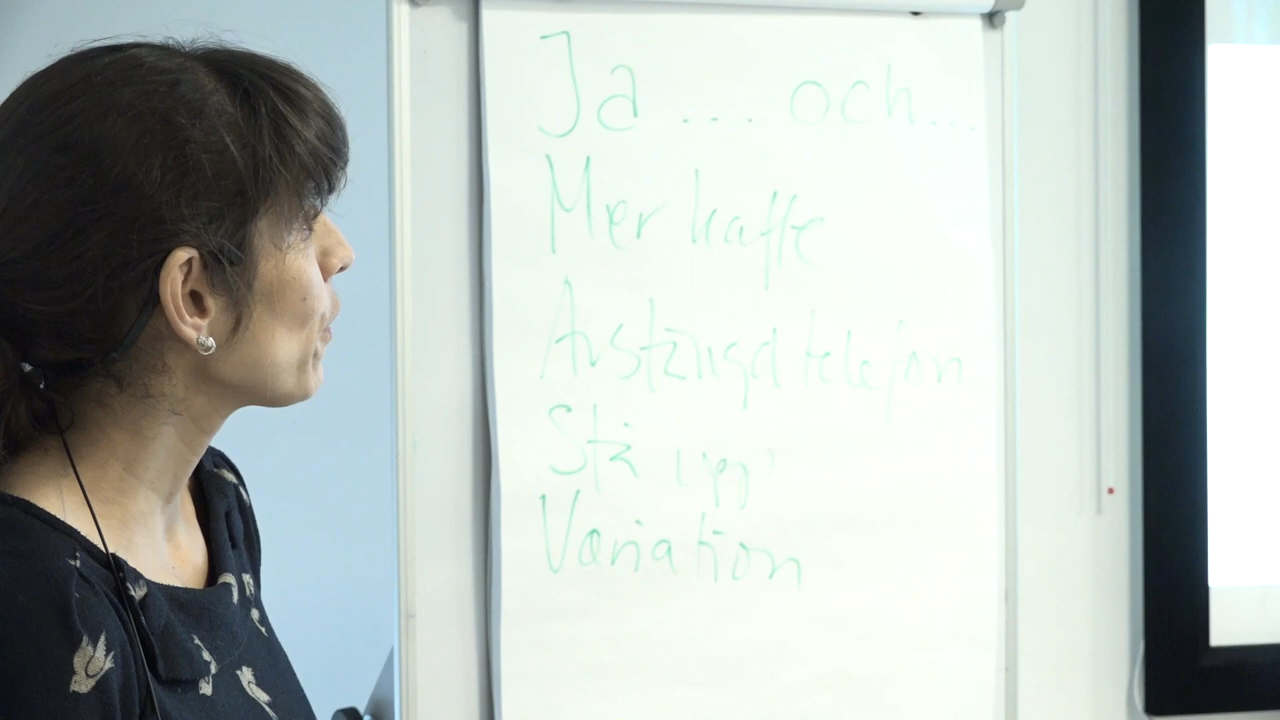 Ja .... och...
Mer kaffe
Avstängd telefon
Stå upp
Variation